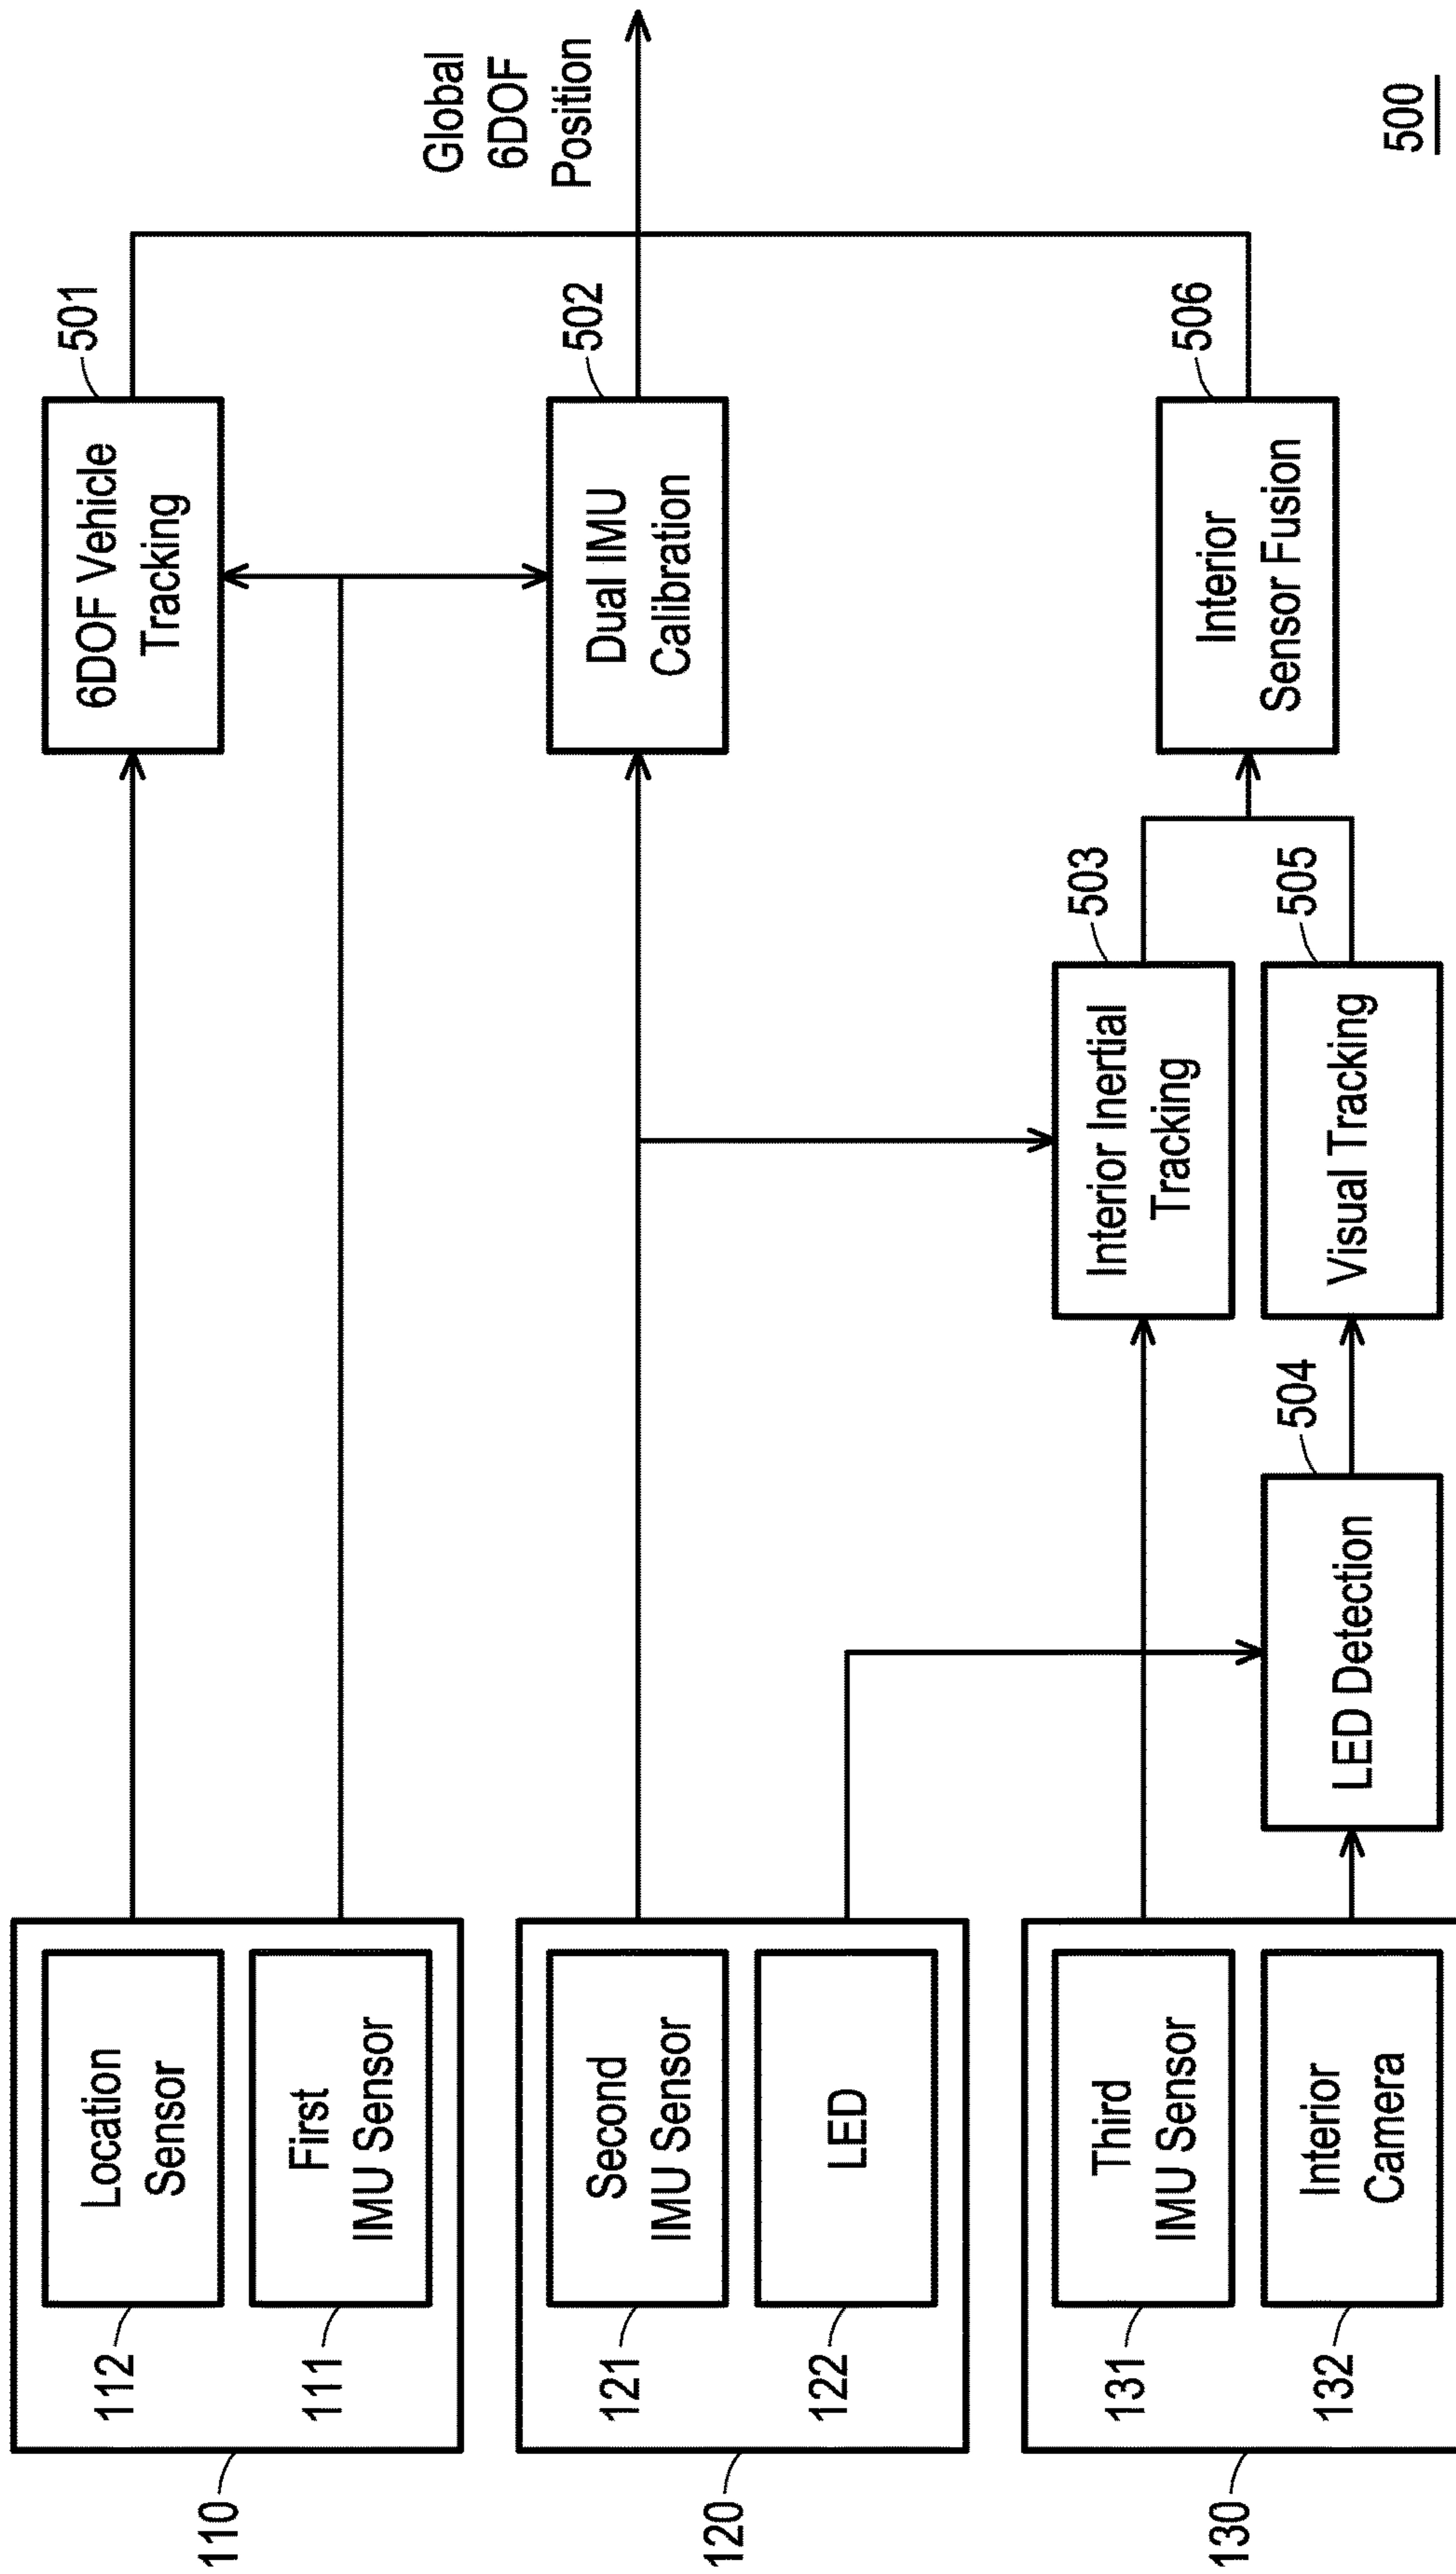 110
112
Location
Sensor
111
First
IMU Sensor
501
6DOF Vehicle
Tracking
Global
6DOF
Position
120
121
Second
IMU Sensor
122
LED
502
Dual IMU
Calibration
130
131
Third
IMU Sensor
132
Interior
Camera
504
LED Detection
503
Interior Inertial
Tracking
505
Visual Tracking
506
Interior
Sensor Fusion
500